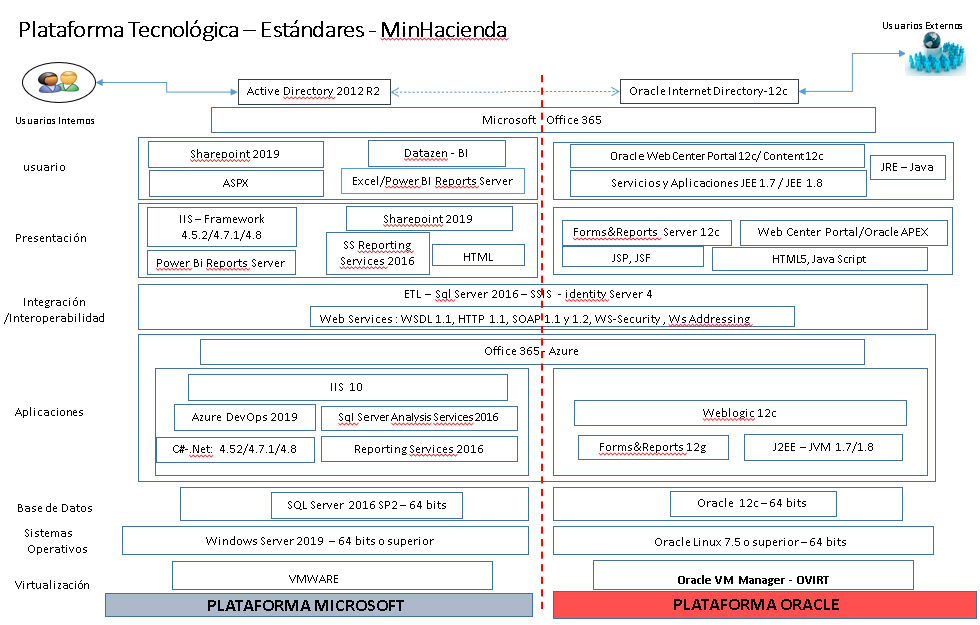 Plataforma Tecnológica – Estándares - MinHacienda
Usuarios Externos
Active Directory 2012 R2
Oracle Internet Directory-12c
Usuarios Internos
Microsoft Office 365
usuario
Sharepoint 2019
Datazen - BI
ASPX
Excel/Power BI Reports Server
Oracle Web Center Portal 12c/ Content12c
JRE – Java
Servicios y Aplicaciones JEE 1.7 / JEE 1.8
Presentación
IIS – Framework
4.5.2/4.7.1/4.8
Sharepoint 2019
Power Bi Reports Server
SS Reporting
Services 2016
HTML
Forms&Reports Server 12c
Web Center Portal/Oracle APEX
JSP, JSF
HTML5, Java Script
Integración
/Interoperabilidad
ETL – Sql Server 2016 – SSIS - identity Server 4
Web Services : WSDL 1.1, HTTP 1.1, SOAP 1.1 y 1.2, WS-Security , Ws Addressing
Office 365 - Azure
Aplicaciones
IIS 10
Azure DevOps 2019
Sql Server Analysis Services 2016
C#-.Net: 4.52/4.7.1/4.8
Reporting Services 2016
Weblogic 12c
Forms&Reports 12g
J2EE – JVM 1.7/1.8
Base de Datos
SQL Server 2016 SP2 – 64 bits
Oracle 12c – 64 bits
Sistemas
Operativos
Windows Server 2019 – 64 bits o superior
Oracle Linux 7.5 o superior – 64 bits
Virtualización
VMWARE
Oracle VM Manager - OVIRT
PLATAFORMA MICROSOFT
PLATAFORMA ORACLE